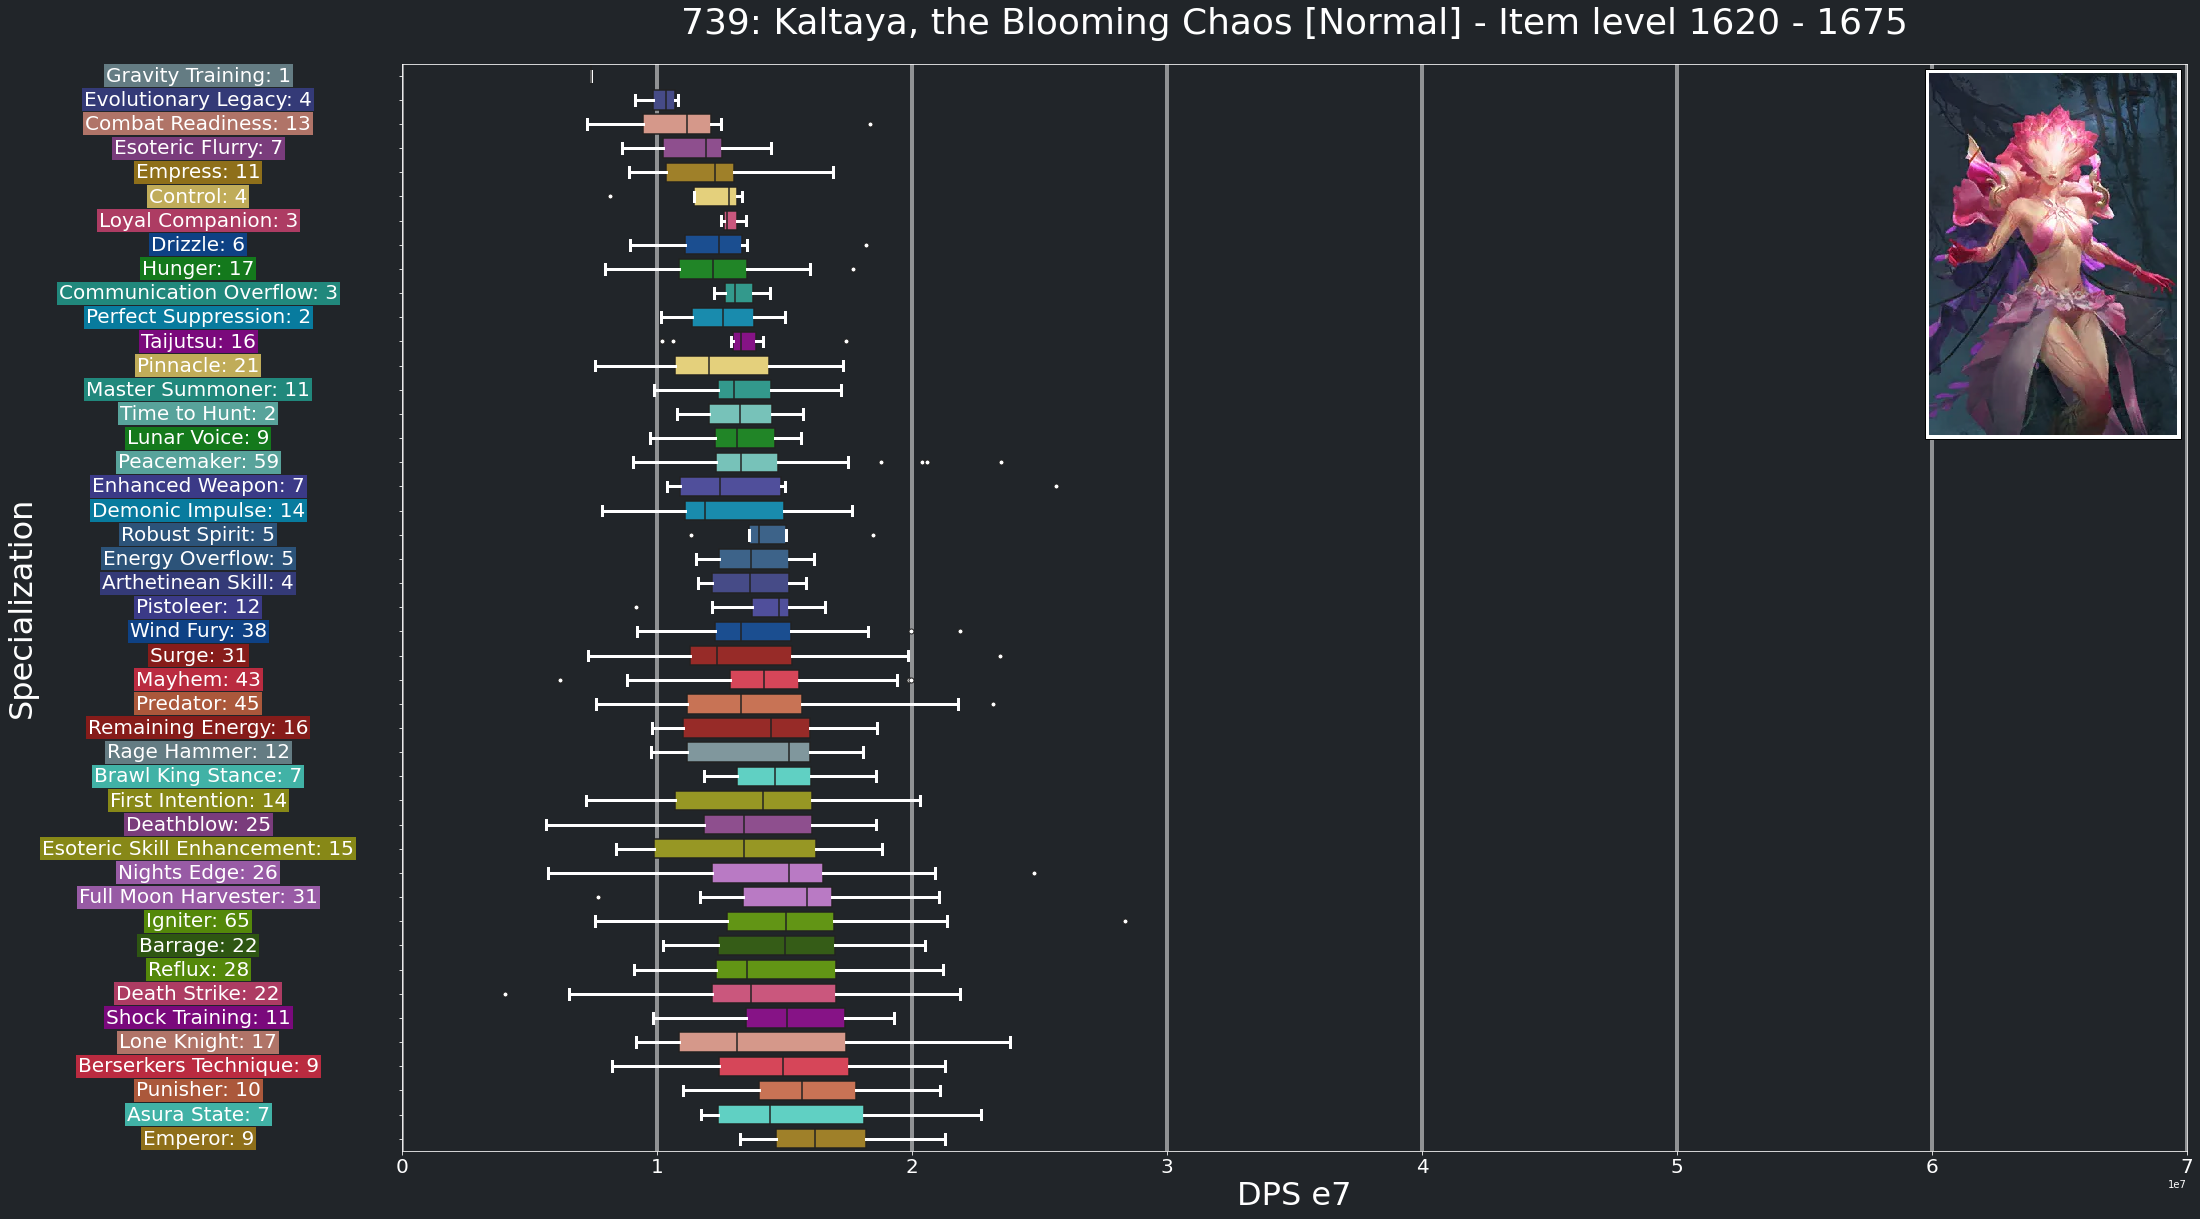 739: Kaltaya, the Blooming Chaos [Normal] - Item level 1620 - 1675
Specialization
Gravity Training: 1
Evolutionary Legacy: 4
Combat Readiness: 13
Esoteric Flurry: 7
Empress: 11
Control: 4
Loyal Companion: 3
Drizzle: 6
Hunger: 17
Communication Overflow: 3
Perfect Suppression: 2
Taijutsu: 16
Pinnacle: 21
Master Summoner: 11
Time to Hunt: 2
Lunar Voice: 9
Peacemaker: 59
Enhanced Weapon: 7
Demonic Impulse: 14
Robust Spirit: 5
Energy Overflow: 5
Arthetinean Skill: 4
Pistoleer: 12
Wind Fury: 38
Surge: 31
Mayhem: 43
Predator: 45
Remaining Energy: 16
Rage Hammer: 12
Brawl King Stance: 7
First Intention: 14
Deathblow: 25
Esoteric Skill Enhancement: 15
Nights Edge: 26
Full Moon Harvester: 31
Igniter: 65
Barrage: 22
Reflux: 28
Death Strike: 22
Shock Training: 11
Lone Knight: 17
Berserkers Technique: 9
Punisher: 10
Asura State: 7
Emperor: 9
0 1 2 3 4 5 6 7
1e7
DPS e7